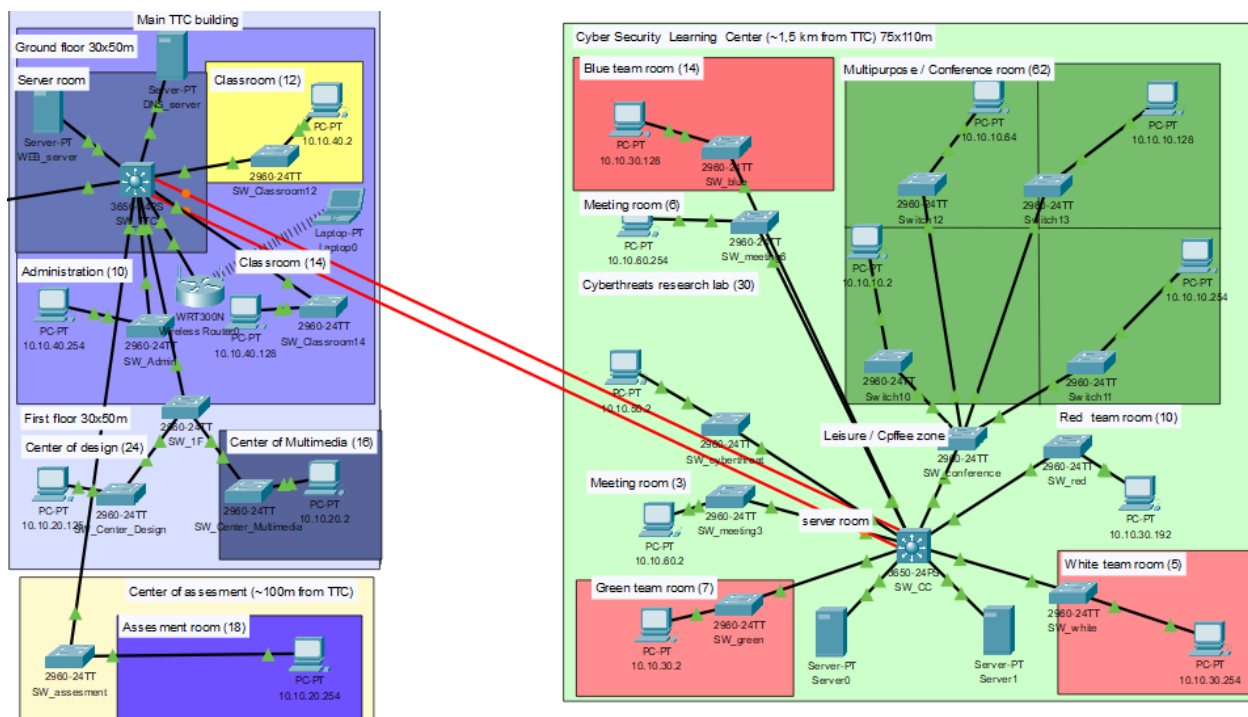 Main TTC building
Ground floor 30x50m
Server room
Server-PT
DNS_server
Server-PT
WEB_server
Classroom (12)
PC-PT
10.10.40.2
2960-24TT
SW_Classroom12
3650-24PS
SW_TTC
Laptop-PT
Laptop0
Administration (10)
PC-PT
10.10.40.254
2960-24TT
SW_Admin
Classroom (14)
WRT300N
Wireless Router0
PC-PT
10.10.40.128
2960-24TT
SW_Classroom14
First floor 30x50m
2960-24TT
SW_1F
Center of design (24)
PC-PT
10.10.20.125
2960-24TT
SW_Center_Design
Center of Multimedia (16)
2960-24TT
SW_Center_Multimedia
PC-PT
10.10.20.2
Center of assesment (~100m from TTC)
Assesment room (18)
2960-24TT
SW_assesment
PC-PT
10.10.20.254
Cyber Security Learning Center (~1,5 km from TTC) 75x110m
Blue team room (14)
PC-PT
10.10.30.128
2960-24TT
SW_blue
Meeting room (6)
PC-PT
10.10.60.254
2960-24TT
SW_meeting6
Cyberthreats research lab (30)
PC-PT
10.10.50.2
2960-24TT
SW_cyberthreat
Meeting room (3)
PC-PT
10.10.60.2
2960-24TT
SW_meeting3
Green team room (7)
PC-PT
10.10.30.2
2960-24TT
SW_green
Multipurpose / Conference room (62)
PC-PT
10.10.10.64
2960-24TT
Switch12
PC-PT
10.10.10.128
2960-24TT
Switch13
PC-PT
10.10.10.2
2960-24TT
Switch10
PC-PT
10.10.10.254
2960-24TT
Switch11
Leisure / Cpffee zone
2960-24TT
SW_conference
Red team room (10)
2960-24TT
SW_red
PC-PT
10.10.30.192
server room
3650-24PS
SW_CC
Server-PT
Server0
Server-PT
Server1
White team room (5)
2960-24TT
SW_white
PC-PT
10.10.30.254